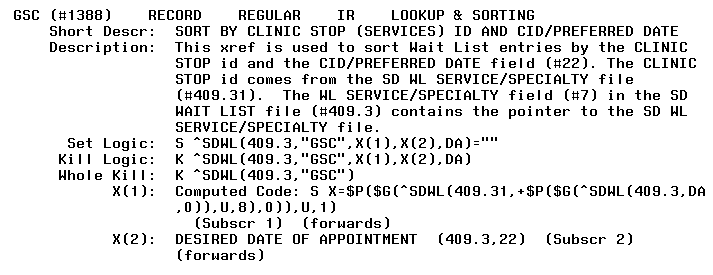 GSC (#1388)    RECORD    REGULAR    IR    LOOKUP & SORTING
Short Descr:  SORT BY CLINIC STOP (SERVICES) ID AND CID/PREFERRED DATE
Description:  This xref is used to sort Wait List entries by the CLINIC
STOP id and the CID/PREFERRED DATE field (#22). The CLINIC
STOP id comes from the SD WL SERVICE/SPECIALTY file
(#409.31).  The WL SERVICE/SPECIALTY field (#7) in the SD
WAIT LIST file (#409.3) contains the pointer to the SD WL
SERVICE/SPECIALTY file.
Set Logic:  S ^SDWL(409.3,"GSC",X(1),X(2),DA)=""
Kill Logic:  K ^SDWL(409.3,"GSC",X(1),X(2),DA)
Whole Kill:  K ^SDWL(409.3,"GSC")
X(1):  Computed Code: S X=$P($G(^SDWL(409.31,+$P($G(^SDWL(409.3,DA
,0)),U,8),0)),U,1)
(Subscr 1)  (forwards)
X(2):  DESIRED DATE OF APPOINTMENT  (409.3,22)  (Subscr 2)
(forwards)